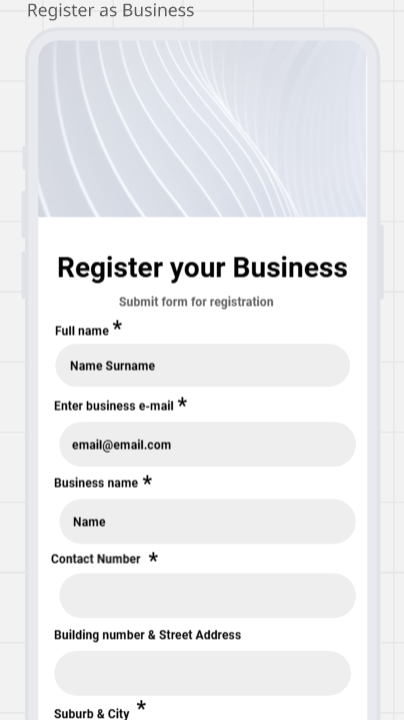 Register as Business
Register your Business
Submit form for registration
Full name *
Name Surname
Enter business e-mail *
email@email.com
Business name *
Name
Contact Number *
Building number & Street Address
Suburb & City *